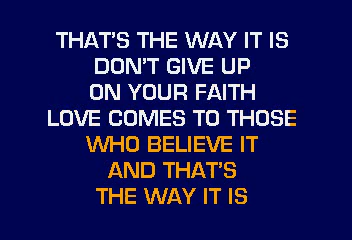 THAT'S THE WAY IT IS
DON'T GIVE UP
ON YOUR FAITH
LOVE COMES TO THOSE
WHO BELIEVE IT
AND THAT'S
THE WAY IT IS